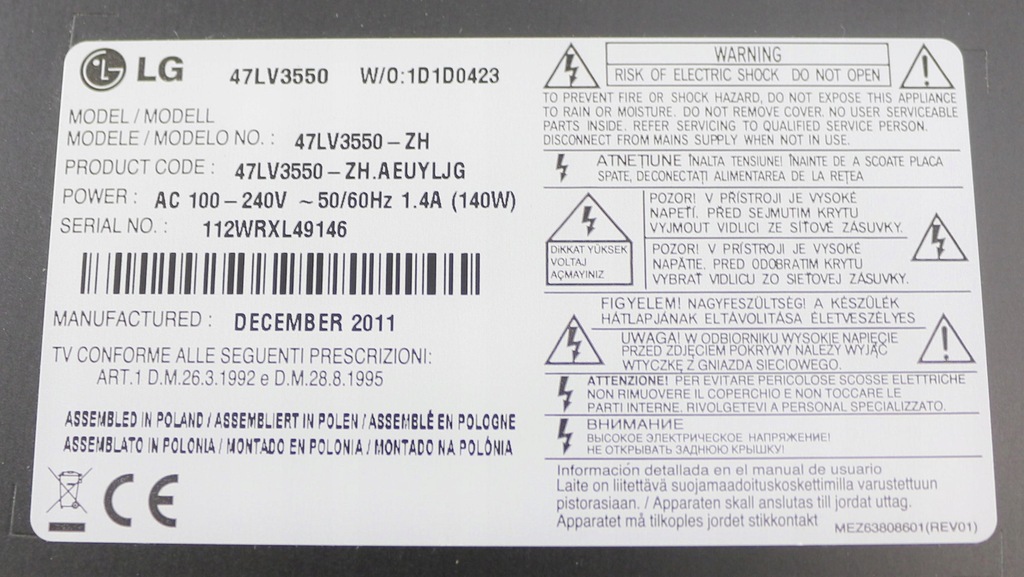 LG 47LV3550 W/O:1D1D0423
MODEL / MODELL
MODELE / MODELO NO. : 47LV3550 – ZH
PRODUCT CODE : 47LV3550 – ZH.AEUYLJG
POWER : AC 100 – 240V ~ 50/60Hz 1.4A (140W)
SERIAL NO. : 112WRXL49146
MANUFACTURED : DECEMBER 2011
TV CONFORME ALLE SEGUENTI PRESCRIZIONI:
ART.1 D.M.26.3.1992 e D.M.28.8.1995
ASSEMBLED IN POLAND / ASSEMBLIERT IN POLEN / ASSEMBLÉ EN POLOGNE
ASSEMBLATO IN POLONIA / MONTADO EN POLONIA / MONTADO NA POLÓNIA
CE
WARNING
RISK OF ELECTRIC SHOCK DO NOT OPEN
TO PREVENT FIRE OR SHOCK HAZARD, DO NOT EXPOSE THIS APPLIANCE
TO RAIN OR MOISTURE. DO NOT REMOVE COVER. NO USER SERVICEABLE
PARTS INSIDE. REFER SERVICING TO QUALIFIED SERVICE PERSON.
DISCONNECT FROM MAINS SUPPLY WHEN NOT IN USE.
ATNEŢIUNE ÎNALTA TENSIUNE! ÎNAINTE DE A SCOATE PLACA
SPATE, DECONECTAŢI ALIMENTAREA DE LA REŢEA
DİKKAT YÜKSEK
VOLTAJ
AÇMAYINIZ
POZOR! V PŘÍSTROJI JE VYSOKÉ
NAPETÍ. PŘED SEJMUTIM KRYTU
VYJMOUT VIDLICI ZE SÍŤOVÉ ZÁSUVKY.
POZOR! V PRÍSTROJI JE VYSOKÉ
NAPÄTIE. PRED ODOBRATIM KRYTU
VYBRAŤ VIDLICU ZO SIEŤOVEJ ZÁSUVKY.
FIGYELEM! NAGYFESZÜLTSÉG! A KÉSZÜLÉK
HÁTLAPJÁNAK ELTÁVOLÍTÁSA ÉLETVESZÉLYES
UWAGA! W ODBIORNIKU WYSOKIE NAPIĘCIE
PRZED ZDJĘCIEM POKRYWY NALEŻY WYJĄĆ
WTYCZKĘ Z GNIAZDA SIECIOWEGO.
ATTENZIONE! PER EVITARE PERICOLOSE SCOSSE ELETTRICHE
NON RIMUOVERE IL COPERCHIO E NON TOCCARE LE
PARTI INTERNE. RIVOLGETEVI A PERSONAL SPECIALIZZATO.
ВНИМАНИЕ
ВЫСОКОЕ ЭЛЕКТРИЧЕСКОЕ НАПРЯЖЕНИЕ!
НЕ ОТКРЫВАТЬ ЗАДНЮЮ КРЫШКУ!
Información detallada en el manual de usuario
Laite on liitettävä suojamaadoituskoskettimilla varustettuun
pistorasiaan. / Apparaten skall anslutas till jordat uttag.
Apparatet må tilkoples jordet stikkontakt
MEZ63808601(REV01)